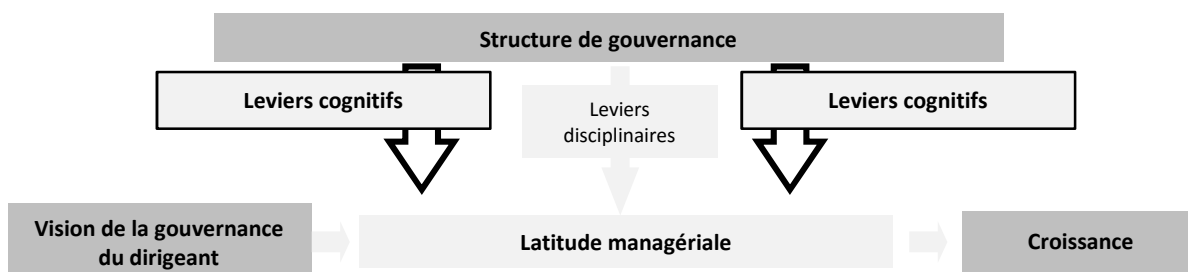 Structure de gouvernance
Leviers cognitifs
Leviers
disciplinaires
Leviers cognitifs
Vision de la gouvernance
du dirigeant
Latitude managériale
Croissance